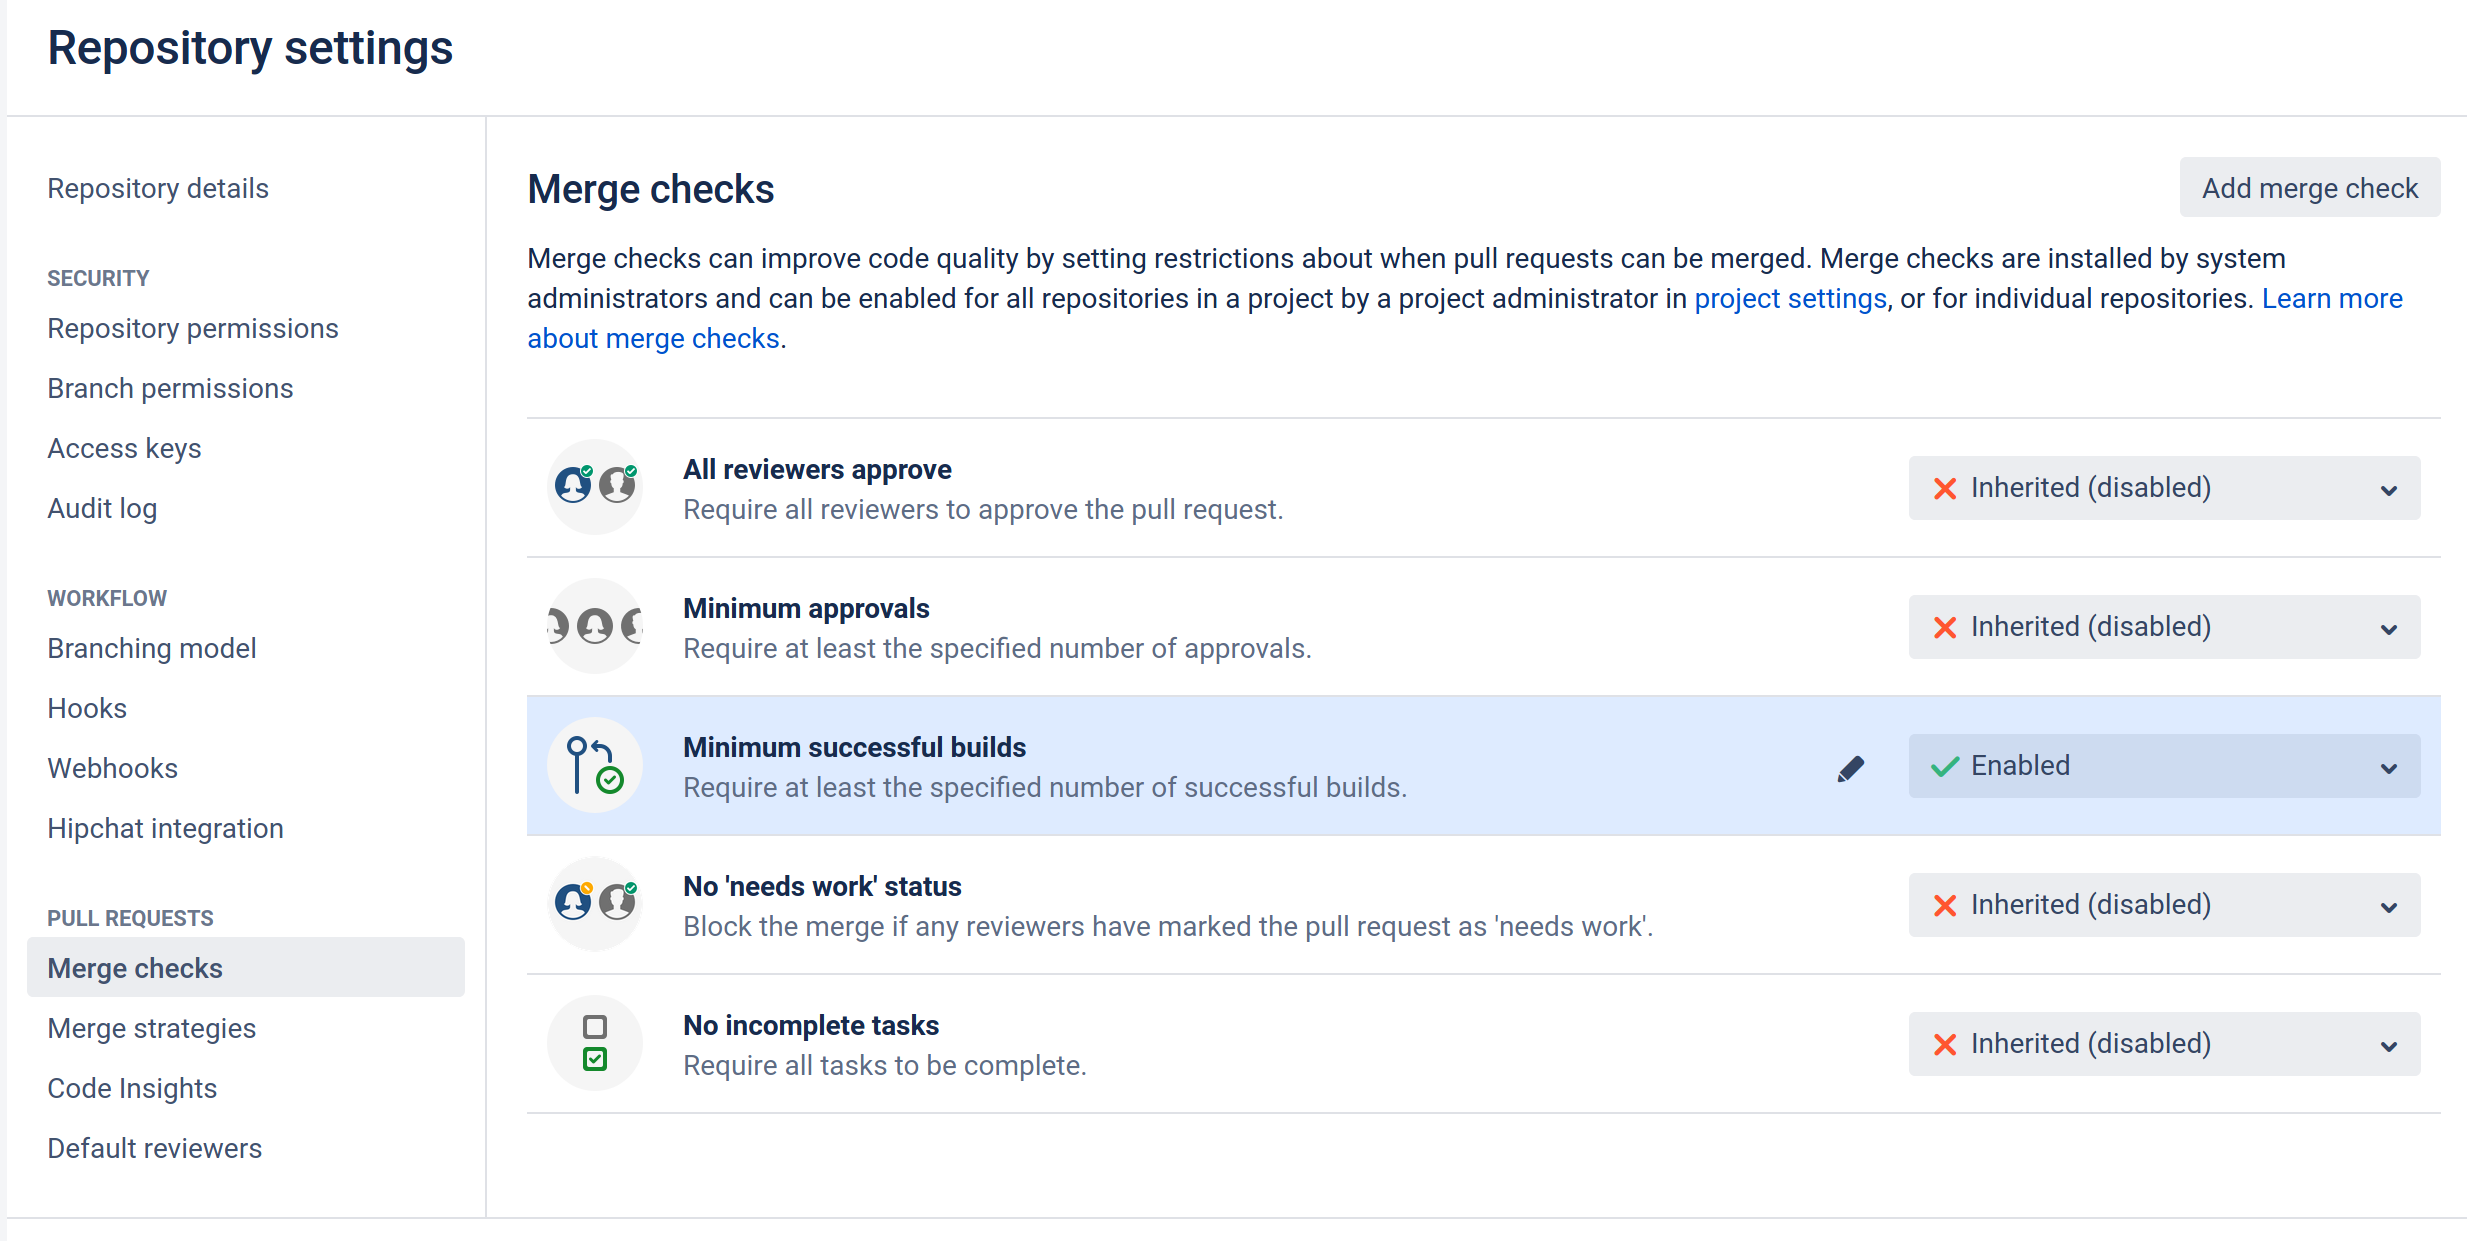 Repository settings
Repository details
SECURITY
Repository permissions
Branch permissions
Access keys
Audit log
WORKFLOW
Branching model
Hooks
Webhooks
Hipchat integration
PULL REQUESTS
Merge checks
Merge strategies
Code Insights
Default reviewers
Merge checks
Add merge check
Merge checks can improve code quality by setting restrictions about when pull requests can be merged. Merge checks are installed by system
administrators and can be enabled for all repositories in a project by a project administrator in project settings, or for individual repositories. Learn more
about merge checks.
All reviewers approve
Require all reviewers to approve the pull request.
Inherited (disabled)
Minimum approvals
Require at least the specified number of approvals.
Inherited (disabled)
Minimum successful builds
Require at least the specified number of successful builds.
Enabled
No 'needs work' status
Block the merge if any reviewers have marked the pull request as 'needs work'.
Inherited (disabled)
No incomplete tasks
Require all tasks to be complete.
Inherited (disabled)